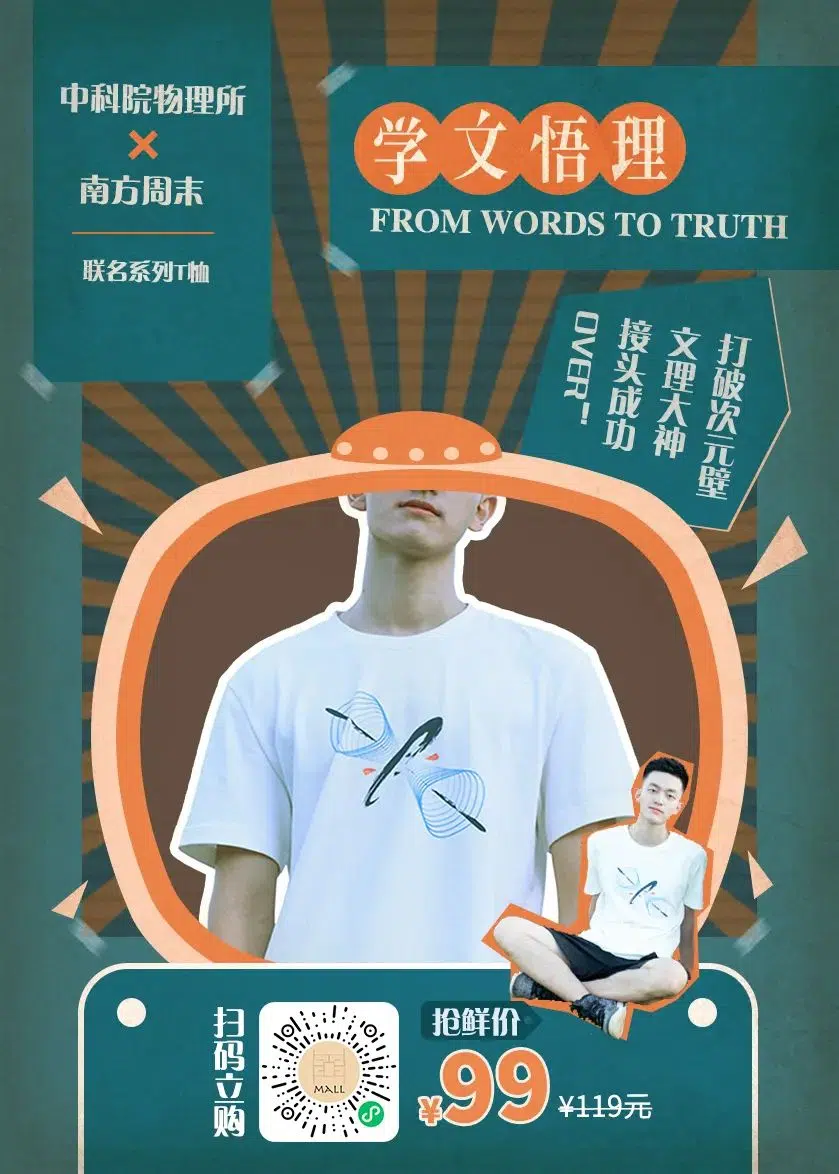 中科院物理所
×
南方周末
联名系列T恤
学文悟理
FROM WORDS TO TRUTH
打破次元壁
文理大神
接头成功
OVER~
扫码立购
MALL
抢鲜价
¥99
¥119元